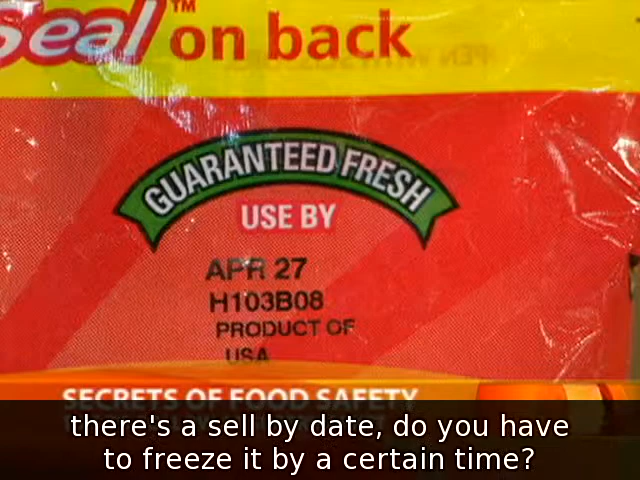 Seal™ on back
GUARANTEED FRESH
USE BY
APR 27
H103B08
PRODUCT OF
USA
SECRETS OF FOOD SAFETY
there's a sell by date, do you have
to freeze it by a certain time?